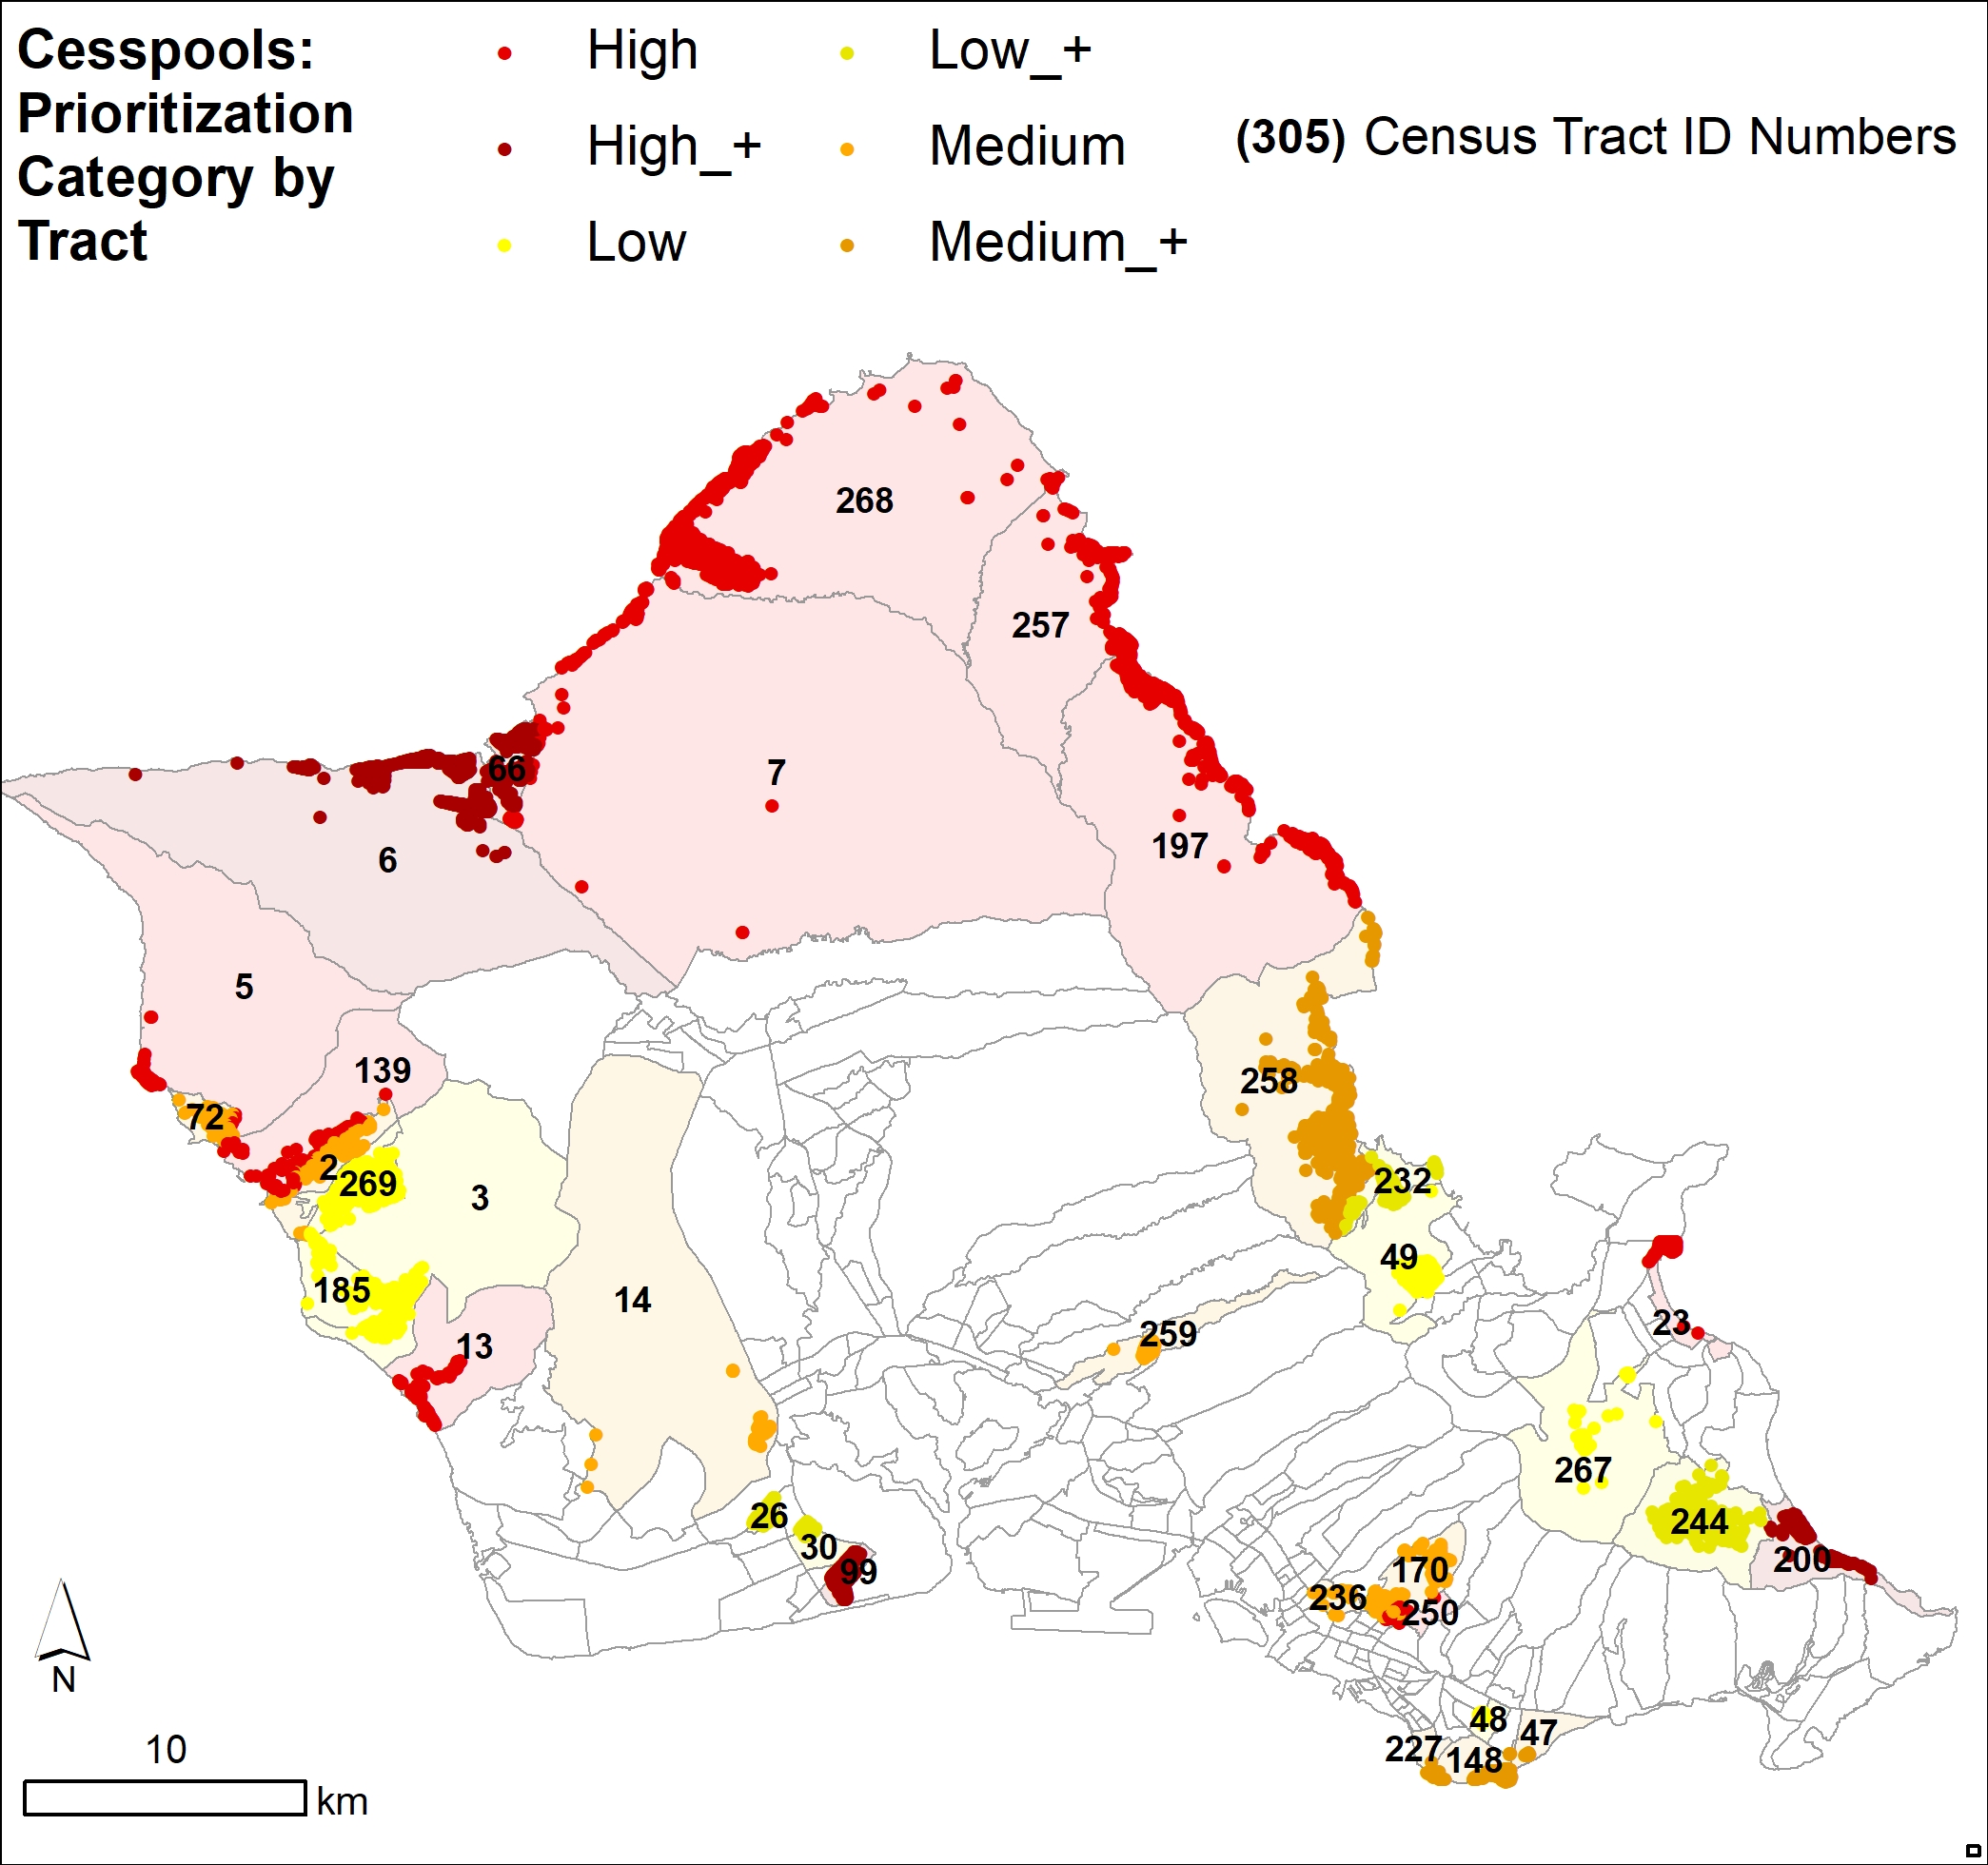 Cesspools:
Prioritization
Category by
Tract
High
High_+
Low
Low_+
Medium
Medium_+
(305) Census Tract ID Numbers
268
257
7
66
197
6
5
139
258
72
2
269
3
232
49
185
14
13
259
23
267
26
244
30
99
200
170
236
250
48
47
227
148
N
10
km